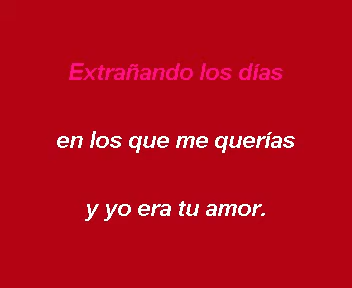 Extrañando los días
en los que me querías
y yo era tu amor.